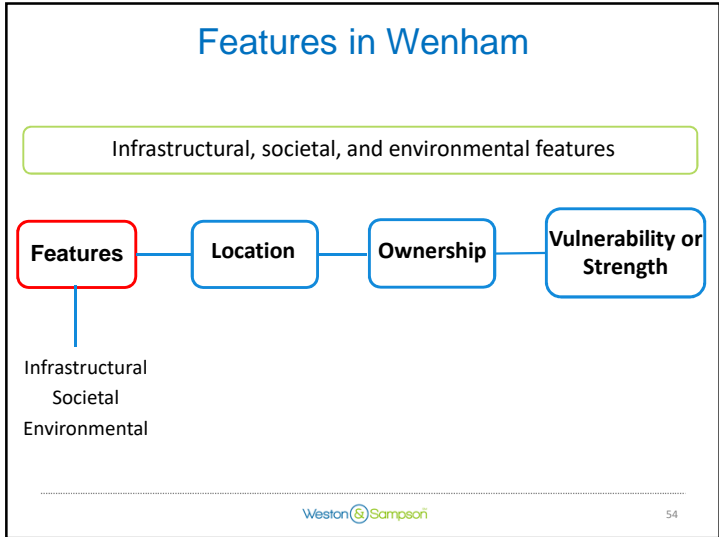 Features in Wenham
Infrastructural, societal, and environmental features
Features
Location
Ownership
Vulnerability or
Strength
Infrastructural
Societal
Environmental
Weston & Sampson
54